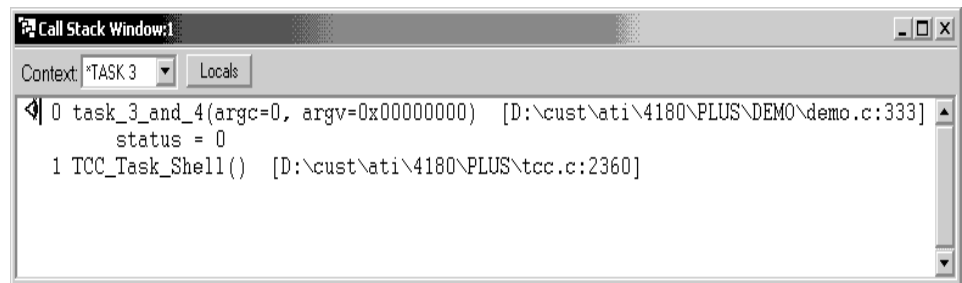 Call Stack Window:1
Context: *TASK 3 Locals
0 task_3_and_4(argc=0, argv=0x00000000) [D:\cust\ati\4180\PLUS\DEMO\demo.c:333]
status = 0
1 TCC_Task_Shell() [D:\cust\ati\4180\PLUS\tcc.c:2360]